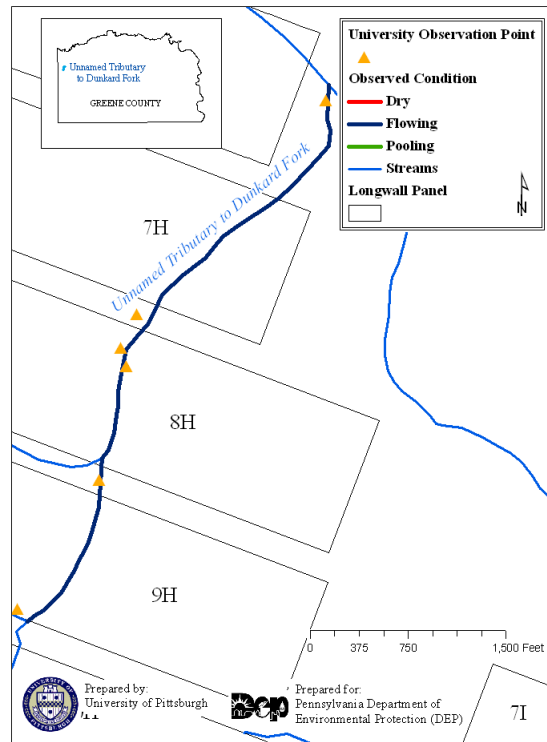 Unnamed Tributary
to Dunkard Fork
GREENE COUNTY
University Observation Point
Observed Condition
Dry
Flowing
Pooling
Streams
Longwall Panel
N
Unnamed Tributary to Dunkard Fork
7H
8H
9H
0 375 750 1,500 Feet
Prepared by:
University of Pittsburgh
Dep
Prepared for:
Pennsylvania Department of
Environmental Protection (DEP)
7I